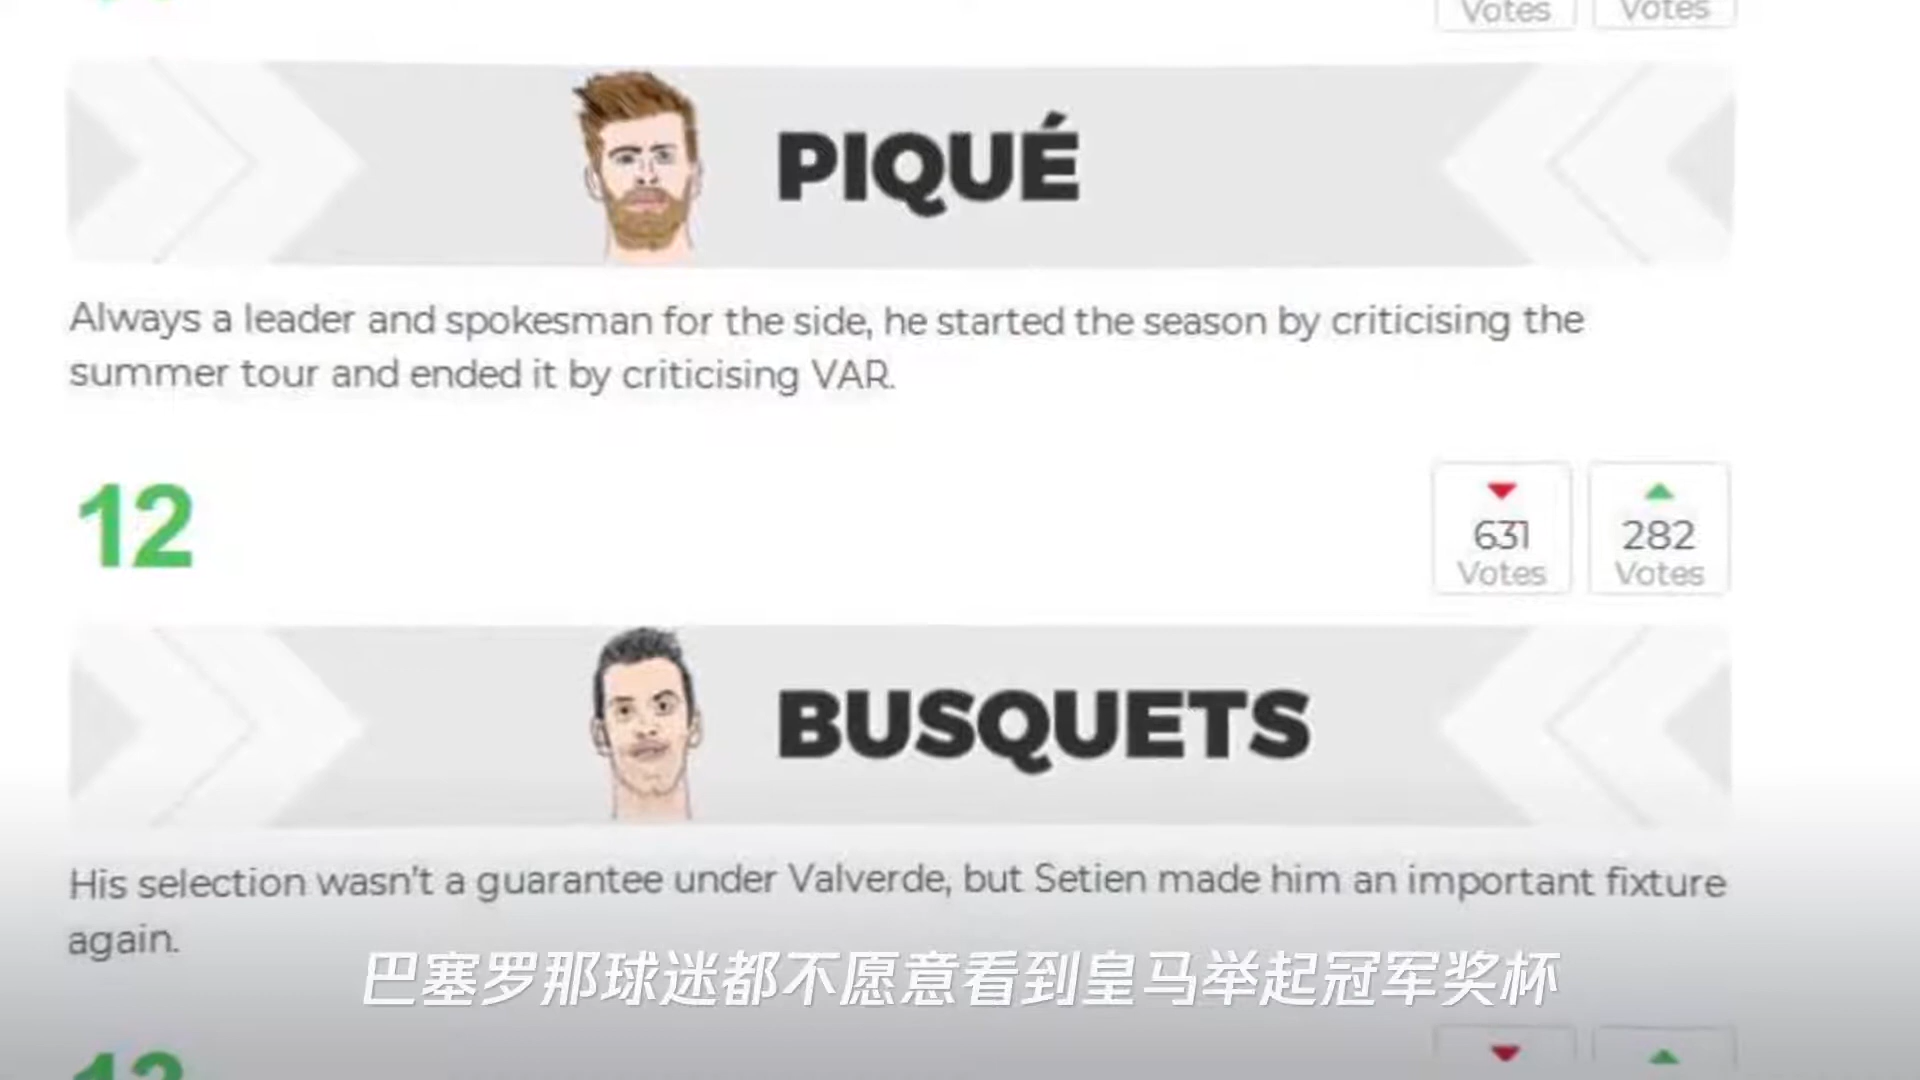 Votes Votes
PIQUÉ
Always a leader and spokesman for the side, he started the season by criticising the
summer tour and ended it by criticising VAR.
12
631 282
Votes Votes
BUSQUETS
His selection wasn't a guarantee under Valverde, but Setien made him an important fixture
again.
巴塞罗那球迷都不愿意看到皇马举起冠军奖杯